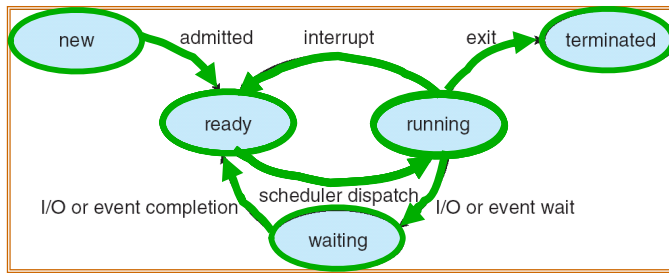 new
admitted
interrupt
exit
terminated
ready
running
scheduler dispatch
I/O or event completion
I/O or event wait
waiting